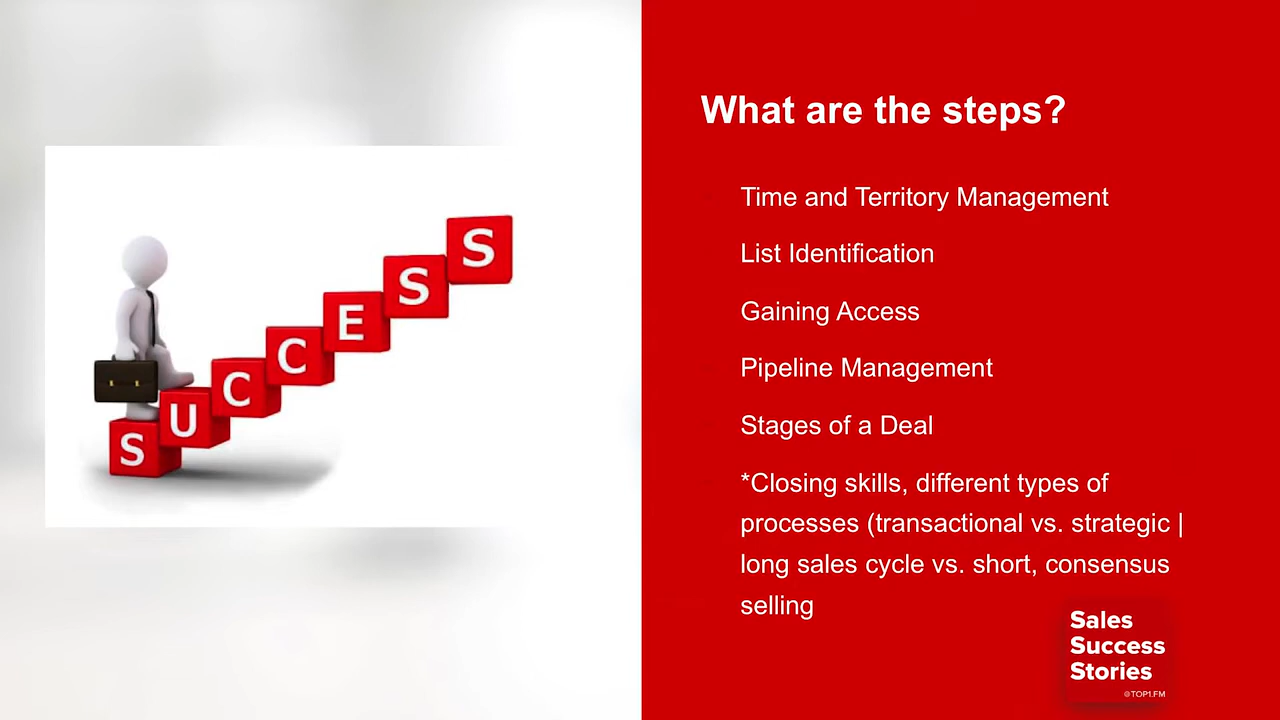 What are the steps?
Time and Territory Management
List Identification
Gaining Access
Pipeline Management
Stages of a Deal
*Closing skills, different types of
processes (transactional vs. strategic |
long sales cycle vs. short, consensus
selling
SUCCESS
Sales
Success
Stories
@TOP1.FM